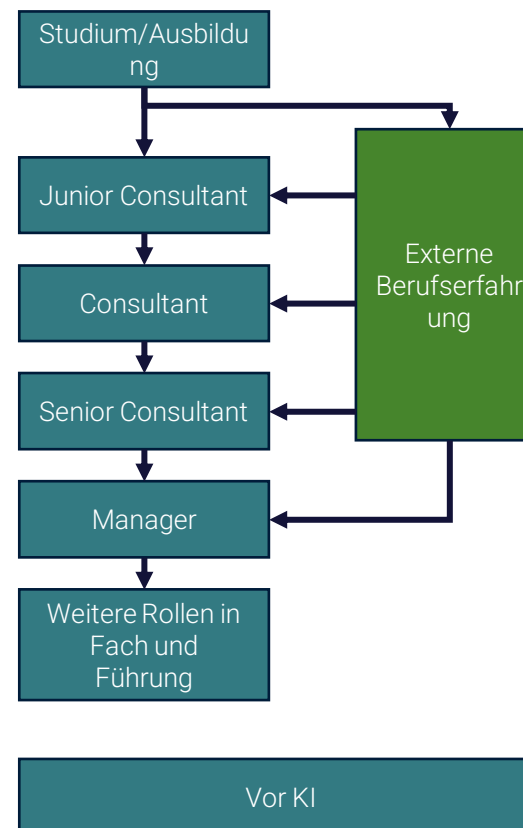 Studium/Ausbildu
ng
Junior Consultant
Externe
Berufserfahr
ung
Consultant
Senior Consultant
Manager
Weitere Rollen in
Fach und
Führung
Vor KI